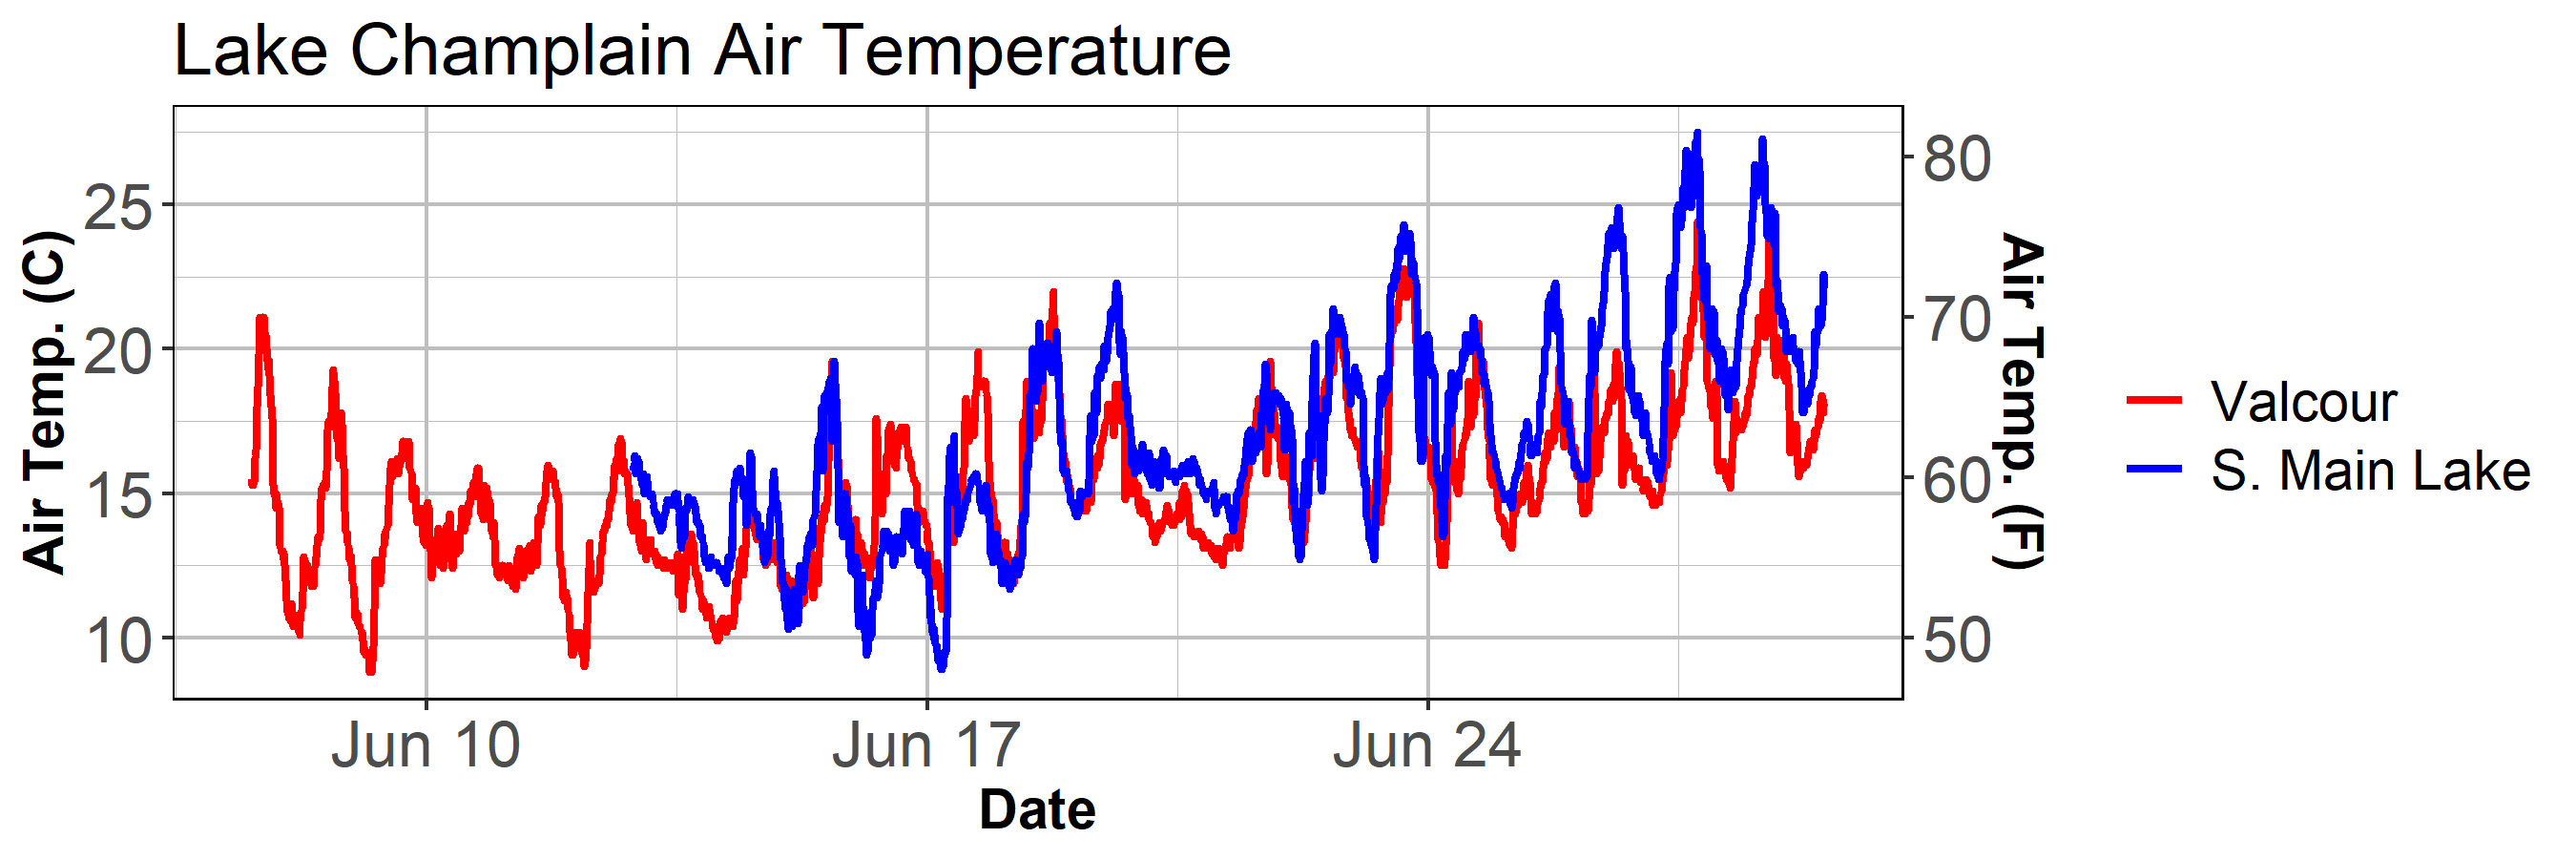 Lake Champlain Air Temperature
Air Temp. (C)
25
20
15
10
80
70
60
50
Air Temp. (F)
Jun 10
Jun 17
Jun 24
Date
Valcour
S. Main Lake